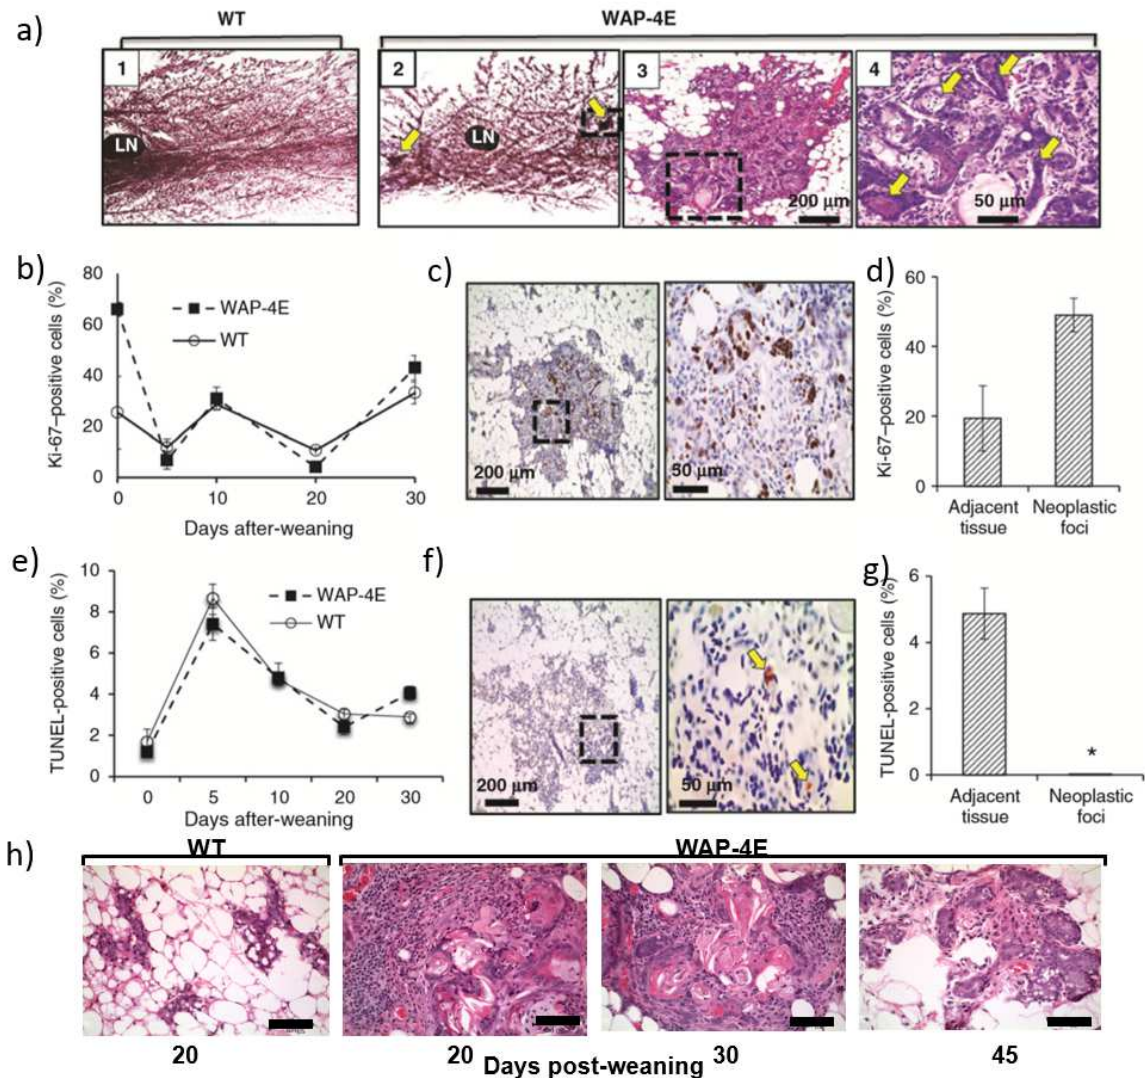 a)
WT
WAP-4E
1
LN
2
LN
3
200 µm
4
50 µm
b)
Ki-67–positive cells (%)
80
60
40
20
0
WAP-4E
WT
0 10 20 30
Days after-weaning
c)
200 µm
50 µm
d)
Ki-67–positive cells (%)
60
40
20
0
Adjacent
tissue
Neoplastic
foci
e)
TUNEL-positive cells (%)
10
8
6
4
2
0
WAP-4E
WT
0 5 10 20 30
Days after-weaning
f)
200 µm
50 µm
g)
TUNEL-positive cells (%)
6
4
2
0
*
Adjacent
tissue
Neoplastic
foci
h)
WT
WAP-4E
20 20 30 45
Days post-weaning